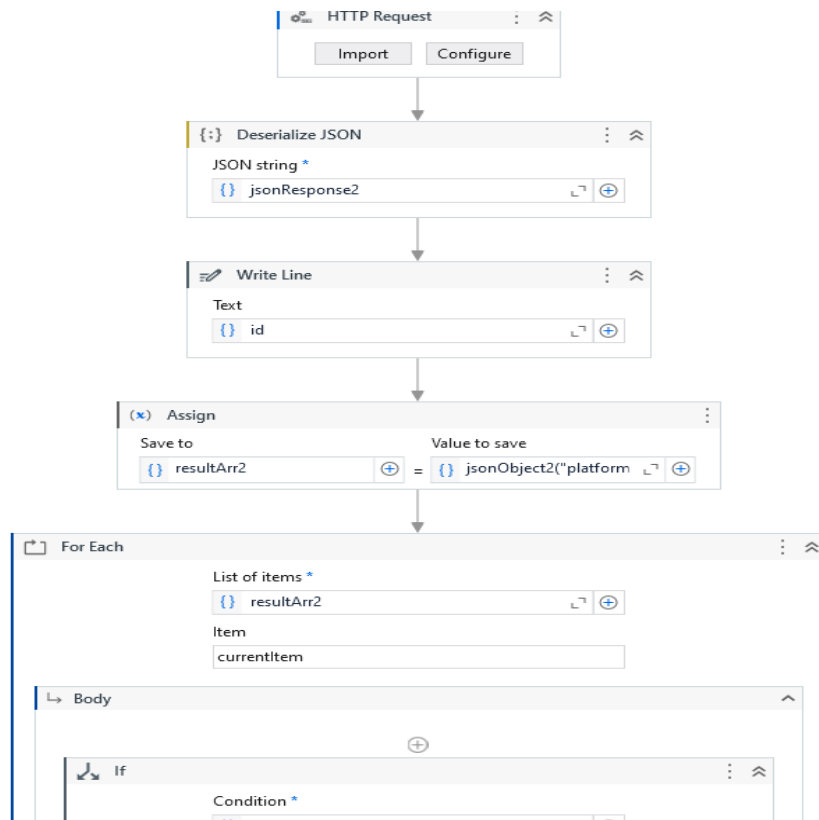 HTTP Request
Import Configure
{:} Deserialize JSON
JSON string *
{} jsonResponse2
Write Line
Text
{} id
(x) Assign
Save to Value to save
{} resultArr2 = {} jsonObject2("platform
For Each
List of items *
{} resultArr2
Item
currentItem
Body
If
Condition *